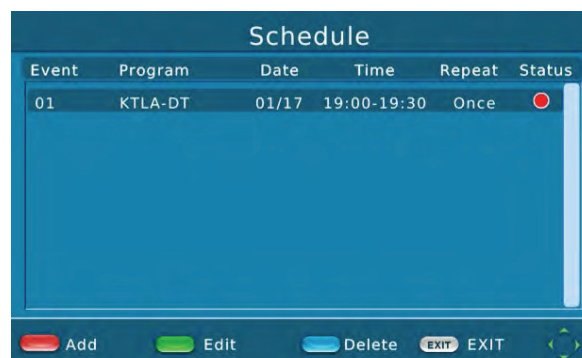 Schedule
Event Program Date Time Repeat Status
01 KTLA-DT 01/17 19:00-19:30 Once
Add Edit Delete EXIT EXIT